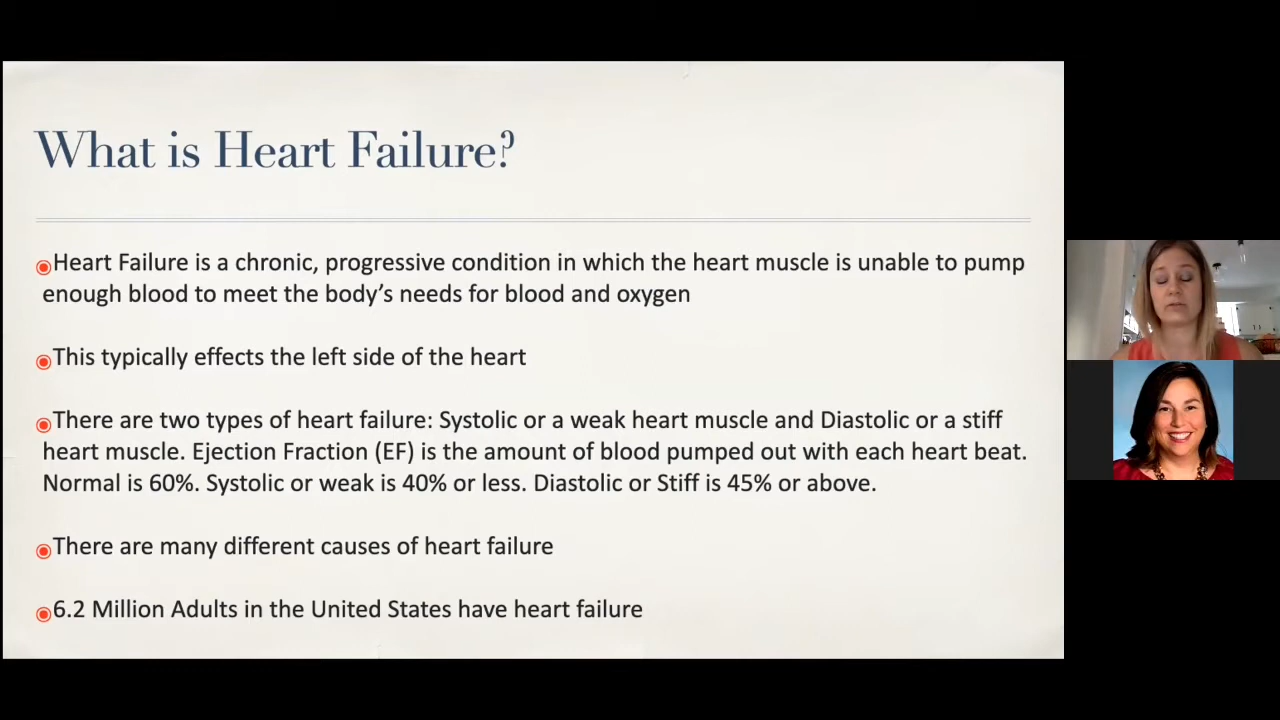 What is Heart Failure?
Heart Failure is a chronic, progressive condition in which the heart muscle is unable to pump
enough blood to meet the body’s needs for blood and oxygen
This typically effects the left side of the heart
There are two types of heart failure: Systolic or a weak heart muscle and Diastolic or a stiff
heart muscle. Ejection Fraction (EF) is the amount of blood pumped out with each heart beat.
Normal is 60%. Systolic or weak is 40% or less. Diastolic or Stiff is 45% or above.
There are many different causes of heart failure
6.2 Million Adults in the United States have heart failure